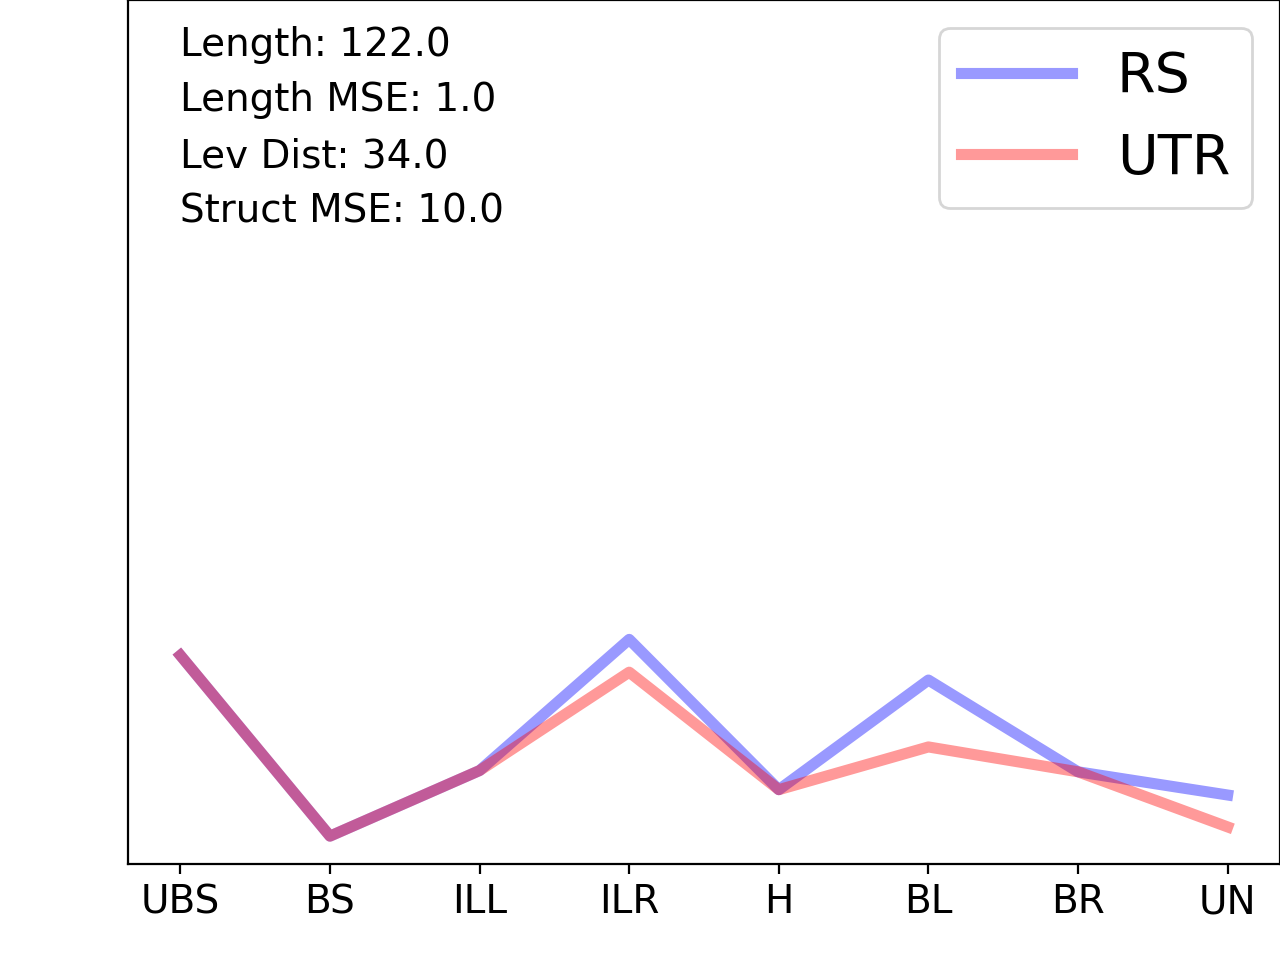 Length: 122.0
Length MSE: 1.0
Lev Dist: 34.0
Struct MSE: 10.0
RS
UTR
UBS BS ILL ILR H BL BR UN